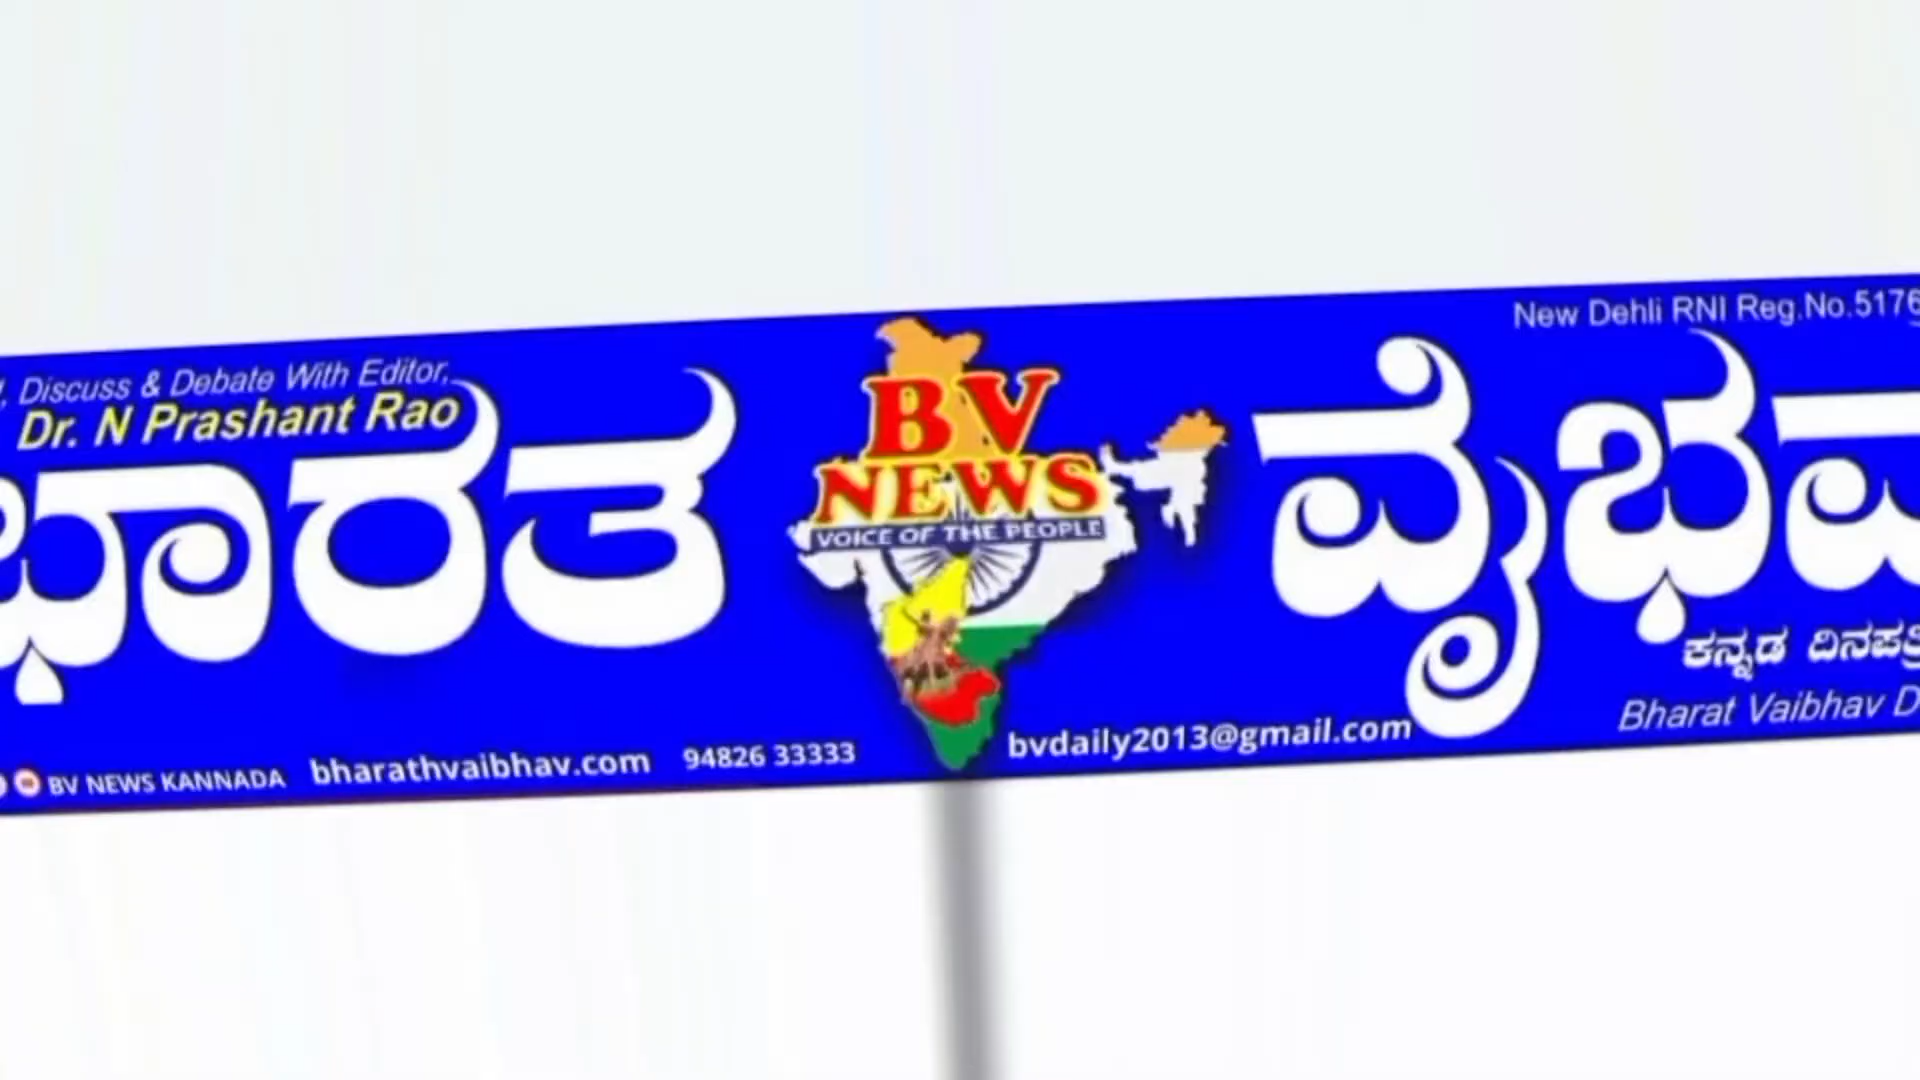 Discuss & Debate With Editor,
Dr. N Prashant Rao
New Dehli RNI Reg.No.5176
ಭಾರತ
BV
NEWS
VOICE OF THE PEOPLE
ವೈಭವ
ಕನ್ನಡ
Bharat Vaibhav
BV NEWS KANNADA bharathvaibhav.com 94826 33333 bvdaily2013@gmail.com